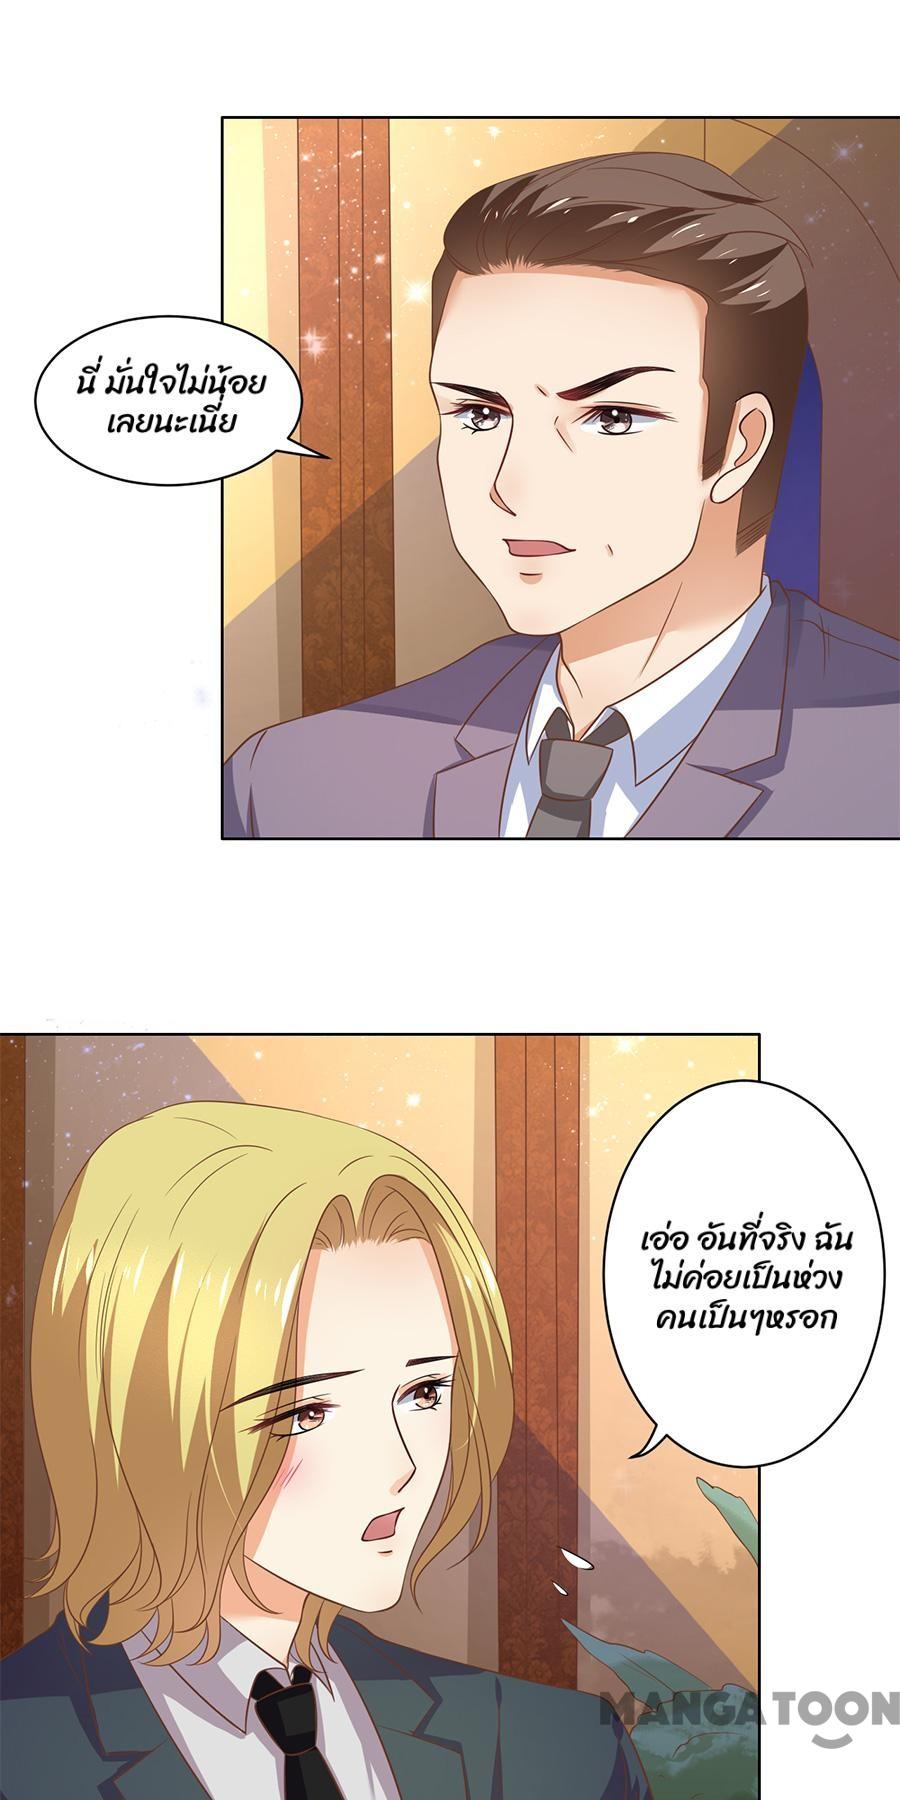 นี่ มั่นใจไม่น้อย
เลยนะเนี่ย
เอ่อ อันที่จริง ฉัน
ไม่ค่อยเป็นห่วง
คนเป็นๆหรอก
MANGATOON